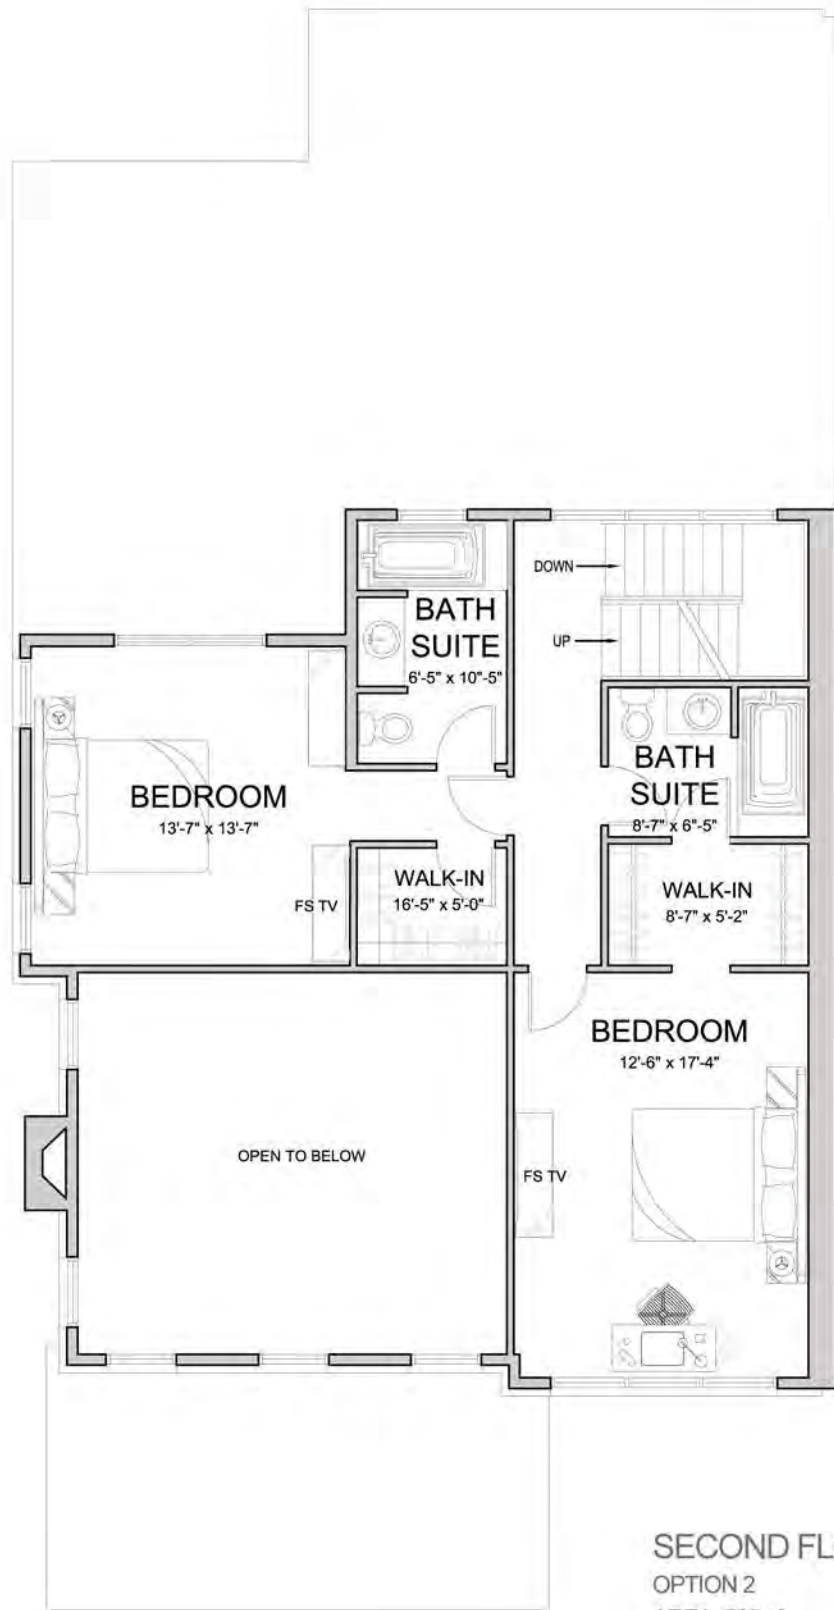 DOWN
UP
BATH
SUITE
6'-5" x 10"-5"
BATH
SUITE
8'-7" x 6"-5"
BEDROOM
13'-7" x 13'-7"
FS TV
WALK-IN
16'-5" x 5'-0"
WALK-IN
8'-7" x 5'-2"
BEDROOM
12'-6" x 17'-4"
OPEN TO BELOW
FS TV
SECOND FL
OPTION 2